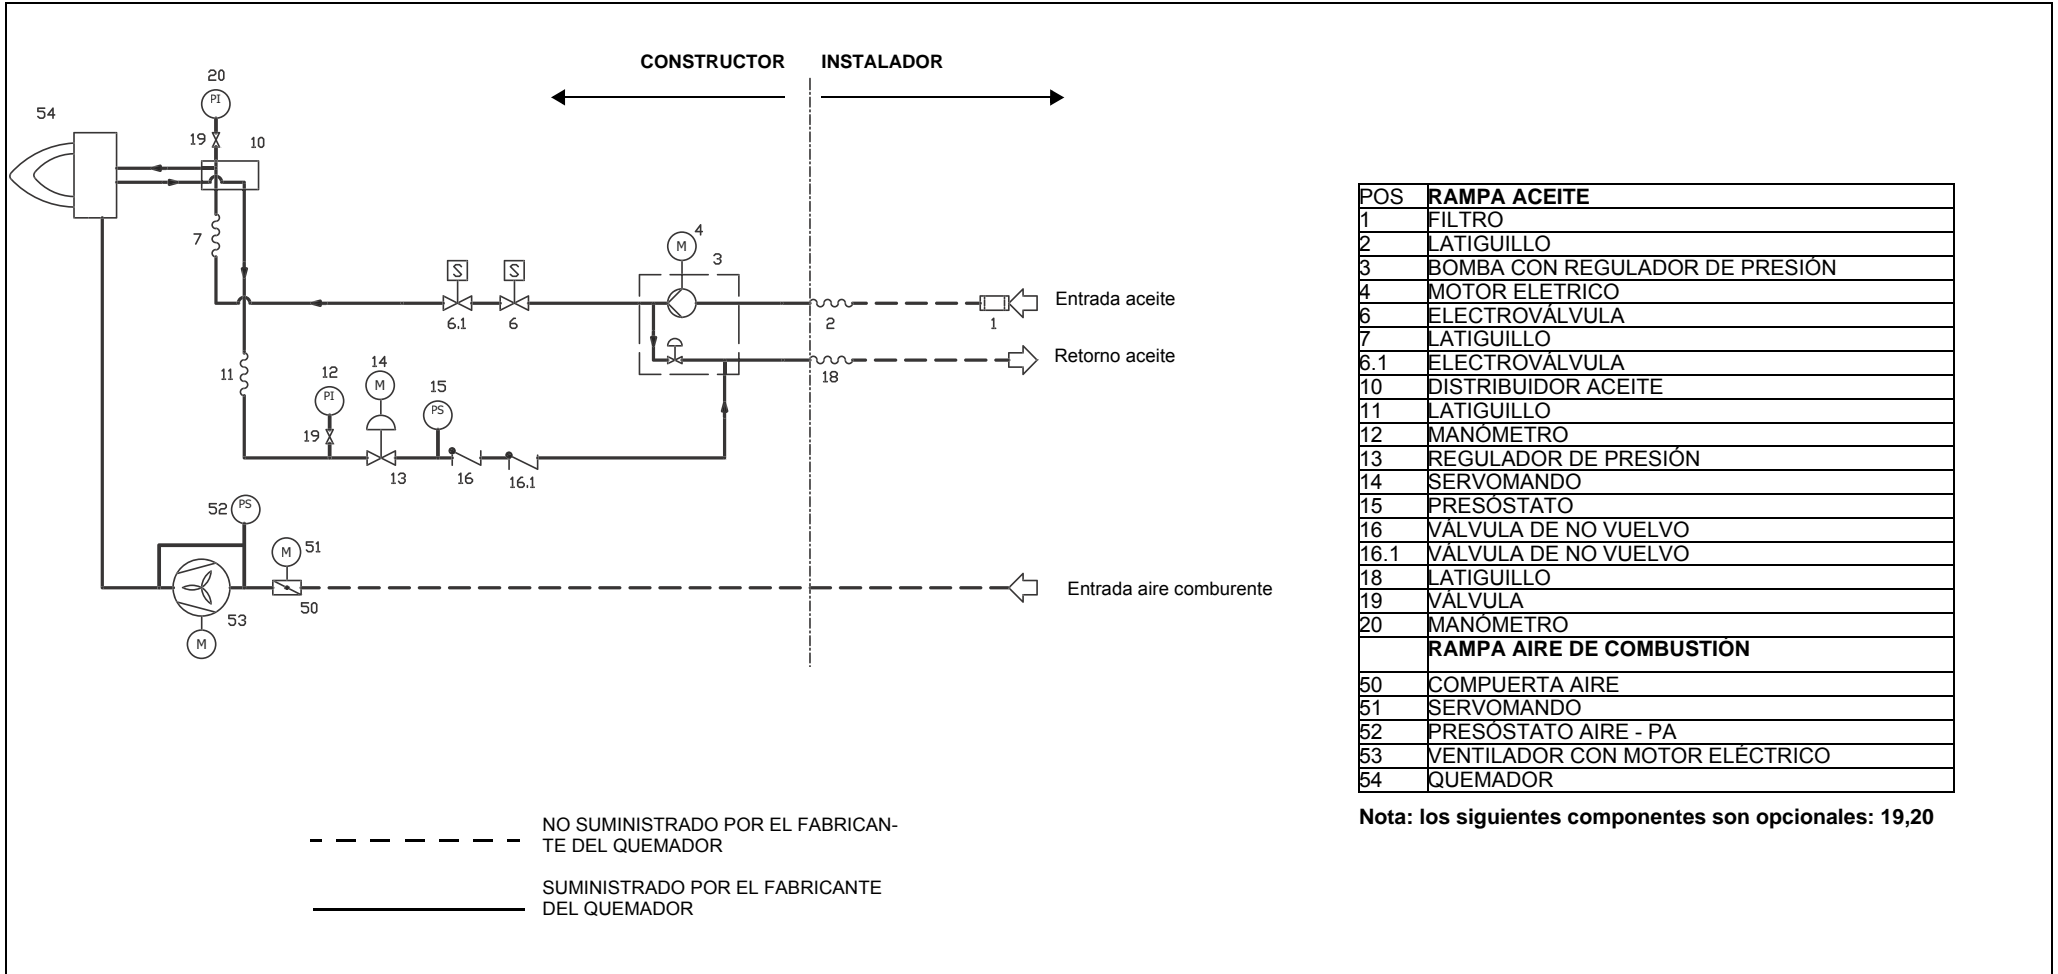 CONSTRUCTOR INSTALADOR
20
PI
54
19
10
7
4
M
3
S S
6.1 6
2
1
Entrada aceite
Retorno aceite
18
11
14
M
12
PI
15
PS
19
13
16
16.1
52
PS
M
51
50
53
M
Entrada aire comburente
NO SUMINISTRADO POR EL FABRICAN-
TE DEL QUEMADOR
SUMINISTRADO POR EL FABRICANTE
DEL QUEMADOR
POS RAMPA ACEITE
1 FILTRO
2 LATIGUILLO
3 BOMBA CON REGULADOR DE PRESIÓN
4 MOTOR ELETRICO
6 ELECTROVÁLVULA
7 LATIGUILLO
6.1 ELECTROVÁLVULA
10 DISTRIBUIDOR ACEITE
11 LATIGUILLO
12 MANÓMETRO
13 REGULADOR DE PRESIÓN
14 SERVOMANDO
15 PRESÓSTATO
16 VÁLVULA DE NO VUELVO
16.1 VÁLVULA DE NO VUELVO
18 LATIGUILLO
19 VÁLVULA
20 MANÓMETRO
RAMPA AIRE DE COMBUSTIÓN
50 COMPUERTA AIRE
51 SERVOMANDO
52 PRESÓSTATO AIRE - PA
53 VENTILADOR CON MOTOR ELÉCTRICO
54 QUEMADOR
Nota: los siguientes componentes son opcionales: 19,20